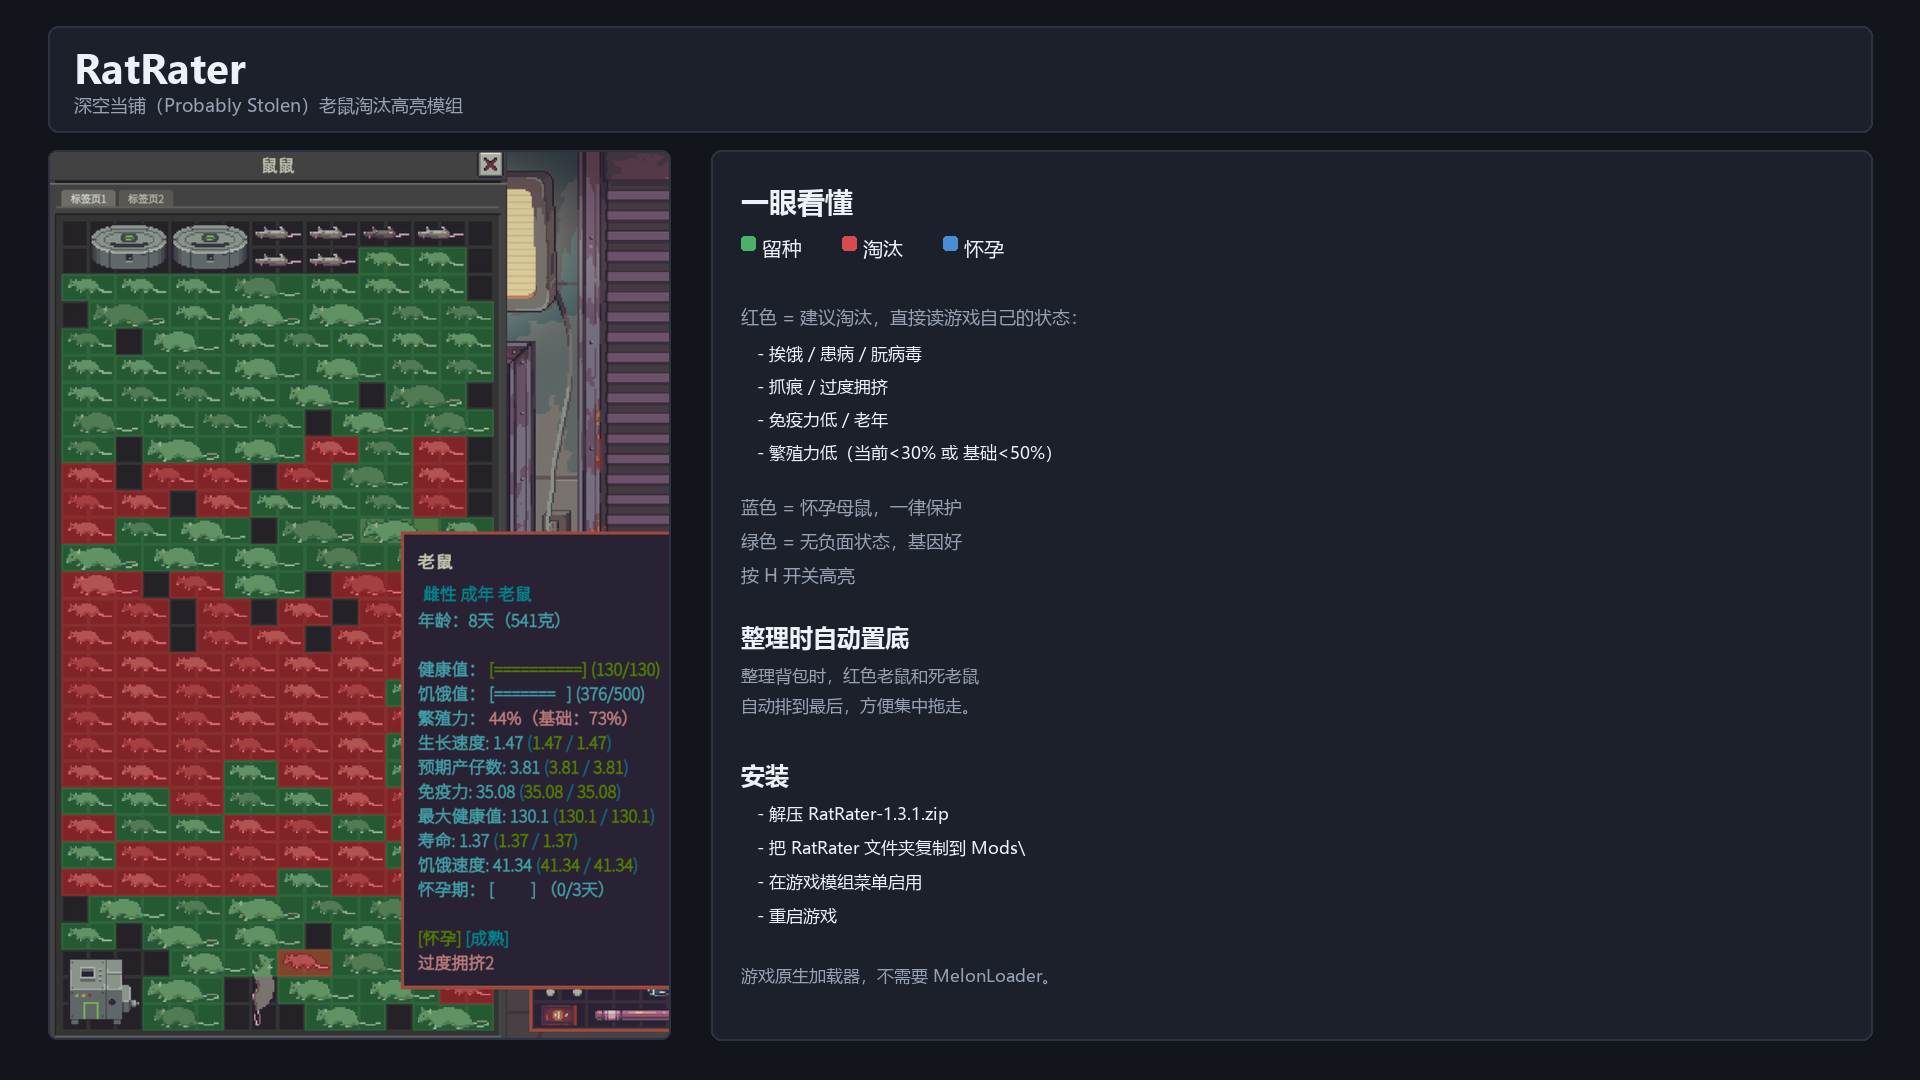 RatRater
深空当铺（Probably Stolen）老鼠淘汰高亮模组
鼠鼠
标签页1 标签页2
老鼠
雌性 成年 老鼠
年龄：8天（541克）
健康值： [==========] (130/130)
饥饿值： [======= ] (376/500)
繁殖力： 44%（基础：73%）
生长速度: 1.47 (1.47 / 1.47)
预期产仔数: 3.81 (3.81 / 3.81)
免疫力: 35.08 (35.08 / 35.08)
最大健康值: 130.1 (130.1 / 130.1)
寿命: 1.37 (1.37 / 1.37)
饥饿速度: 41.34 (41.34 / 41.34)
怀孕期： [ ] （0/3天）
[怀孕] [成熟]
过度拥挤2
一眼看懂
留种 淘汰 怀孕
红色 = 建议淘汰，直接读游戏自己的状态：
- 挨饿 / 患病 / 朊病毒
- 抓痕 / 过度拥挤
- 免疫力低 / 老年
- 繁殖力低（当前<30% 或 基础<50%）
蓝色 = 怀孕母鼠，一律保护
绿色 = 无负面状态，基因好
按 H 开关高亮
整理时自动置底
整理背包时，红色老鼠和死老鼠
自动排到最后，方便集中拖走。
安装
- 解压 RatRater-1.3.1.zip
- 把 RatRater 文件夹复制到 Mods\
- 在游戏模组菜单启用
- 重启游戏
游戏原生加载器，不需要 MelonLoader。